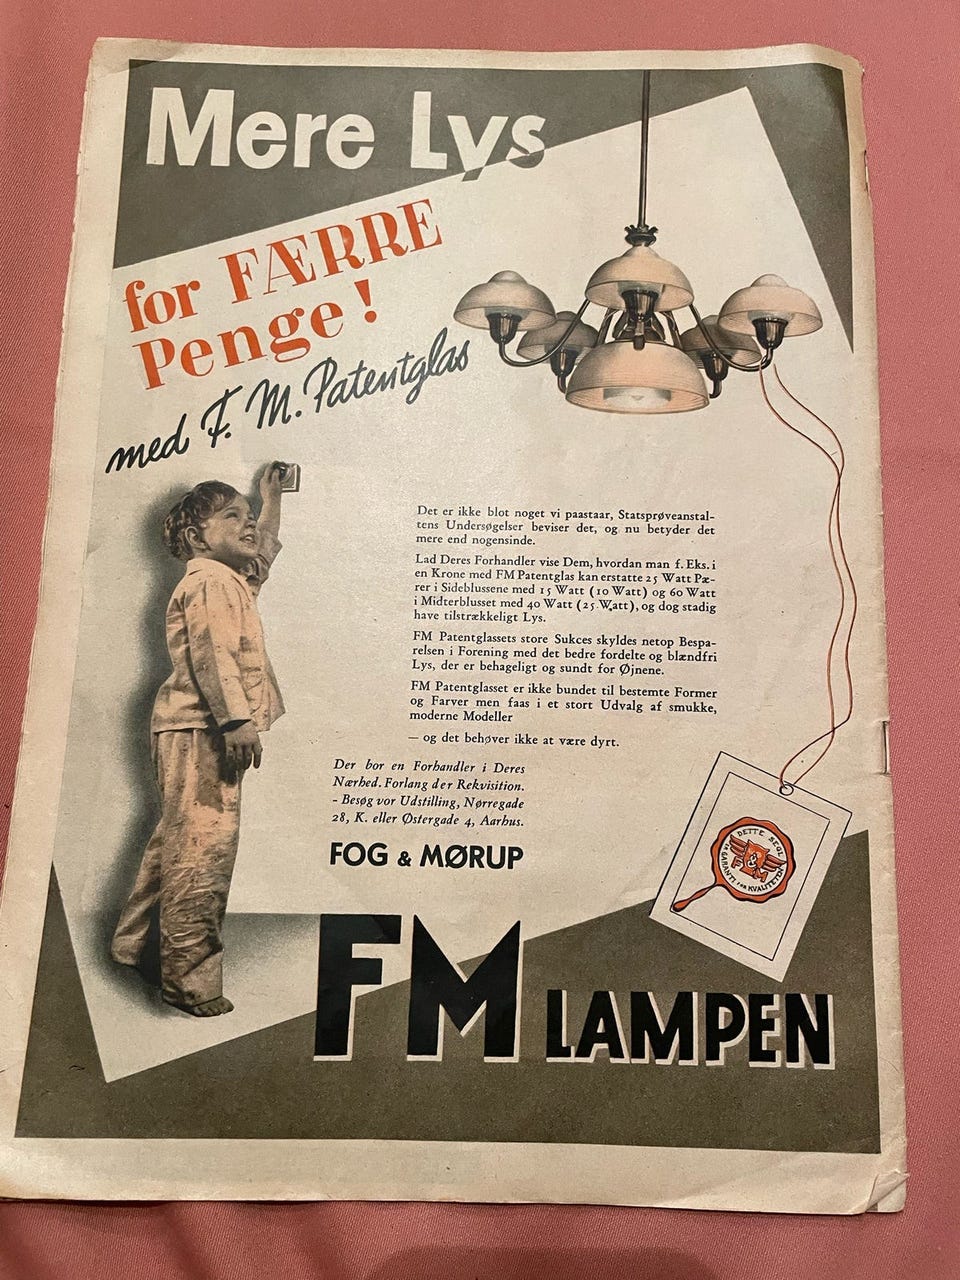 Mere Lys
for FÆRRE
Penge!
med F. M. Patentglas
Det er ikke blot noget vi paastaar, Statsprøveanstal-
tens Undersøgelser beviser det, og nu betyder det
mere end nogensinde.
Lad Deres Forhandler vise Dem, hvordan man f. Eks. i
en Krone med FM Patentglas kan erstatte 25 Watt Pæ-
rer i Sideblussene med 15 Watt (10 Watt) og 60 Watt
i Midterblusset med 40 Watt (25 Watt), og dog stadig
have tilstrækkeligt Lys.
FM Patentglassets store Sukces skyldes netop Bespa-
relsen i Forening med det bedre fordelte og blændfri
Lys, der er behageligt og sundt for Øjnene.
FM Patentglasset er ikke bundet til bestemte Former
og Farver men faas i et stort Udvalg af smukke,
moderne Modeller
— og det behøver ikke at være dyrt.
Der bor en Forhandler i Deres
Nærhed. Forlang der Rekvisition.
- Besøg vor Udstilling, Nørregade
28, K. eller Østergade 4, Aarhus.
FOG & MØRUP
DETTE SEGL
EN GARANTI FOR KVALITETEN
F & M
FM LAMPEN